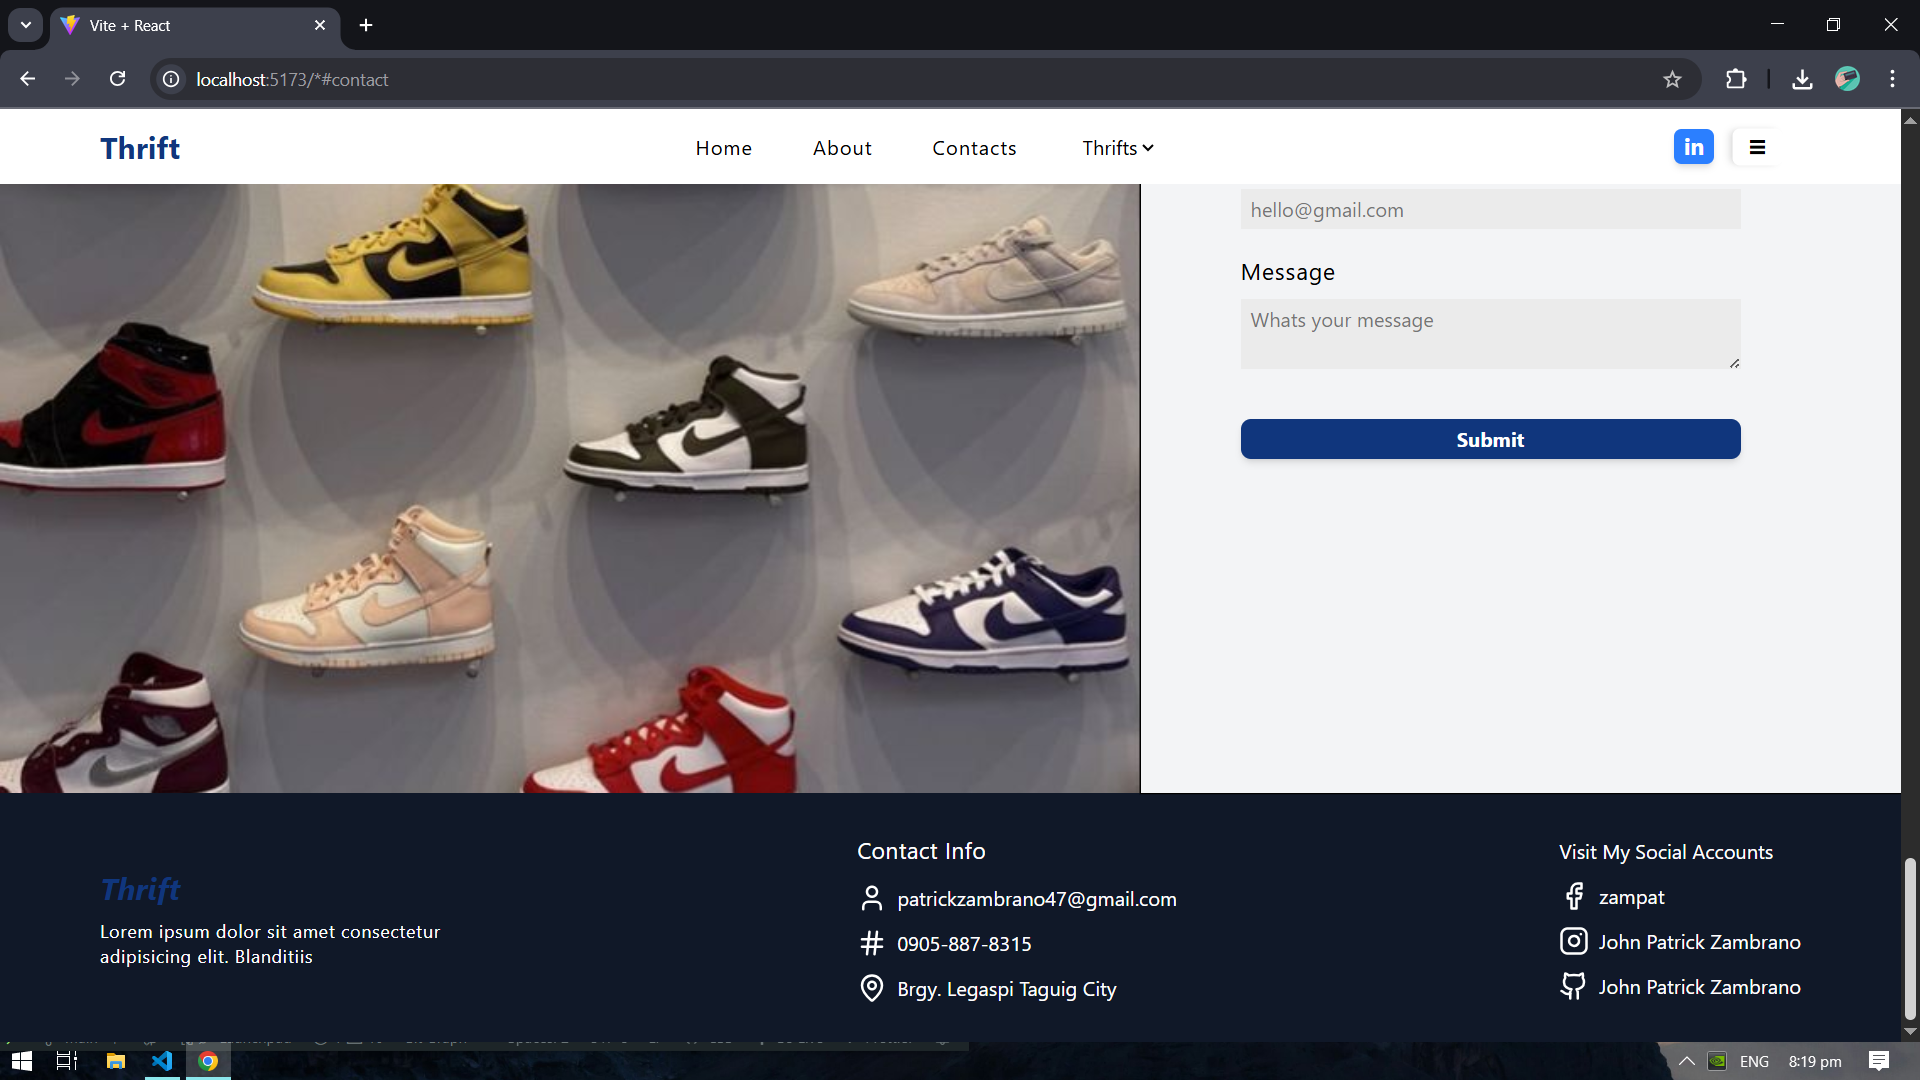 Vite + React
localhost:5173/*#contact
Thrift
Home
About
Contacts
Thrifts
in
hello@gmail.com
Message
Whats your message
Submit
Thrift
Lorem ipsum dolor sit amet consectetur
adipisicing elit. Blanditiis
Contact Info
patrickzambrano47@gmail.com
0905-887-8315
Brgy. Legaspi Taguig City
Visit My Social Accounts
zampat
John Patrick Zambrano
John Patrick Zambrano
ENG
8:19 pm